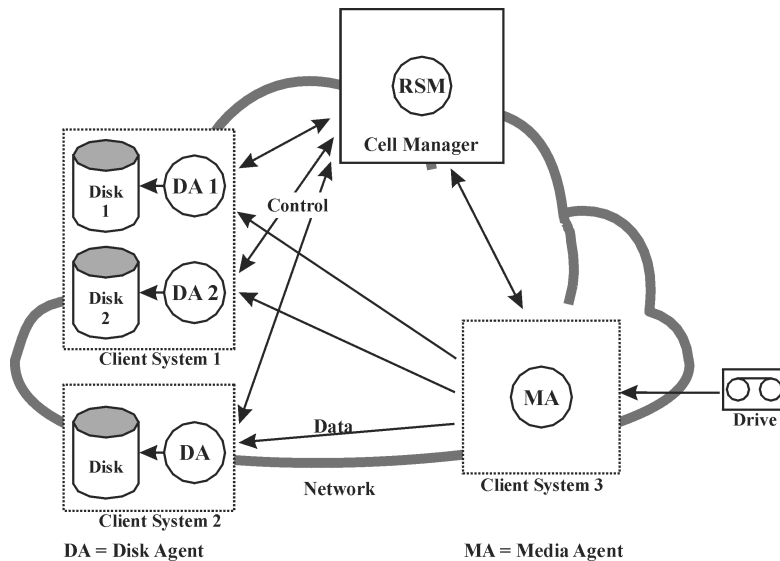 RSM
Cell Manager
Disk
1
DA 1
Control
Disk
2
DA 2
Client System 1
MA
Drive
Data
Disk
DA
Network
Client System 3
Client System 2
DA = Disk Agent
MA = Media Agent